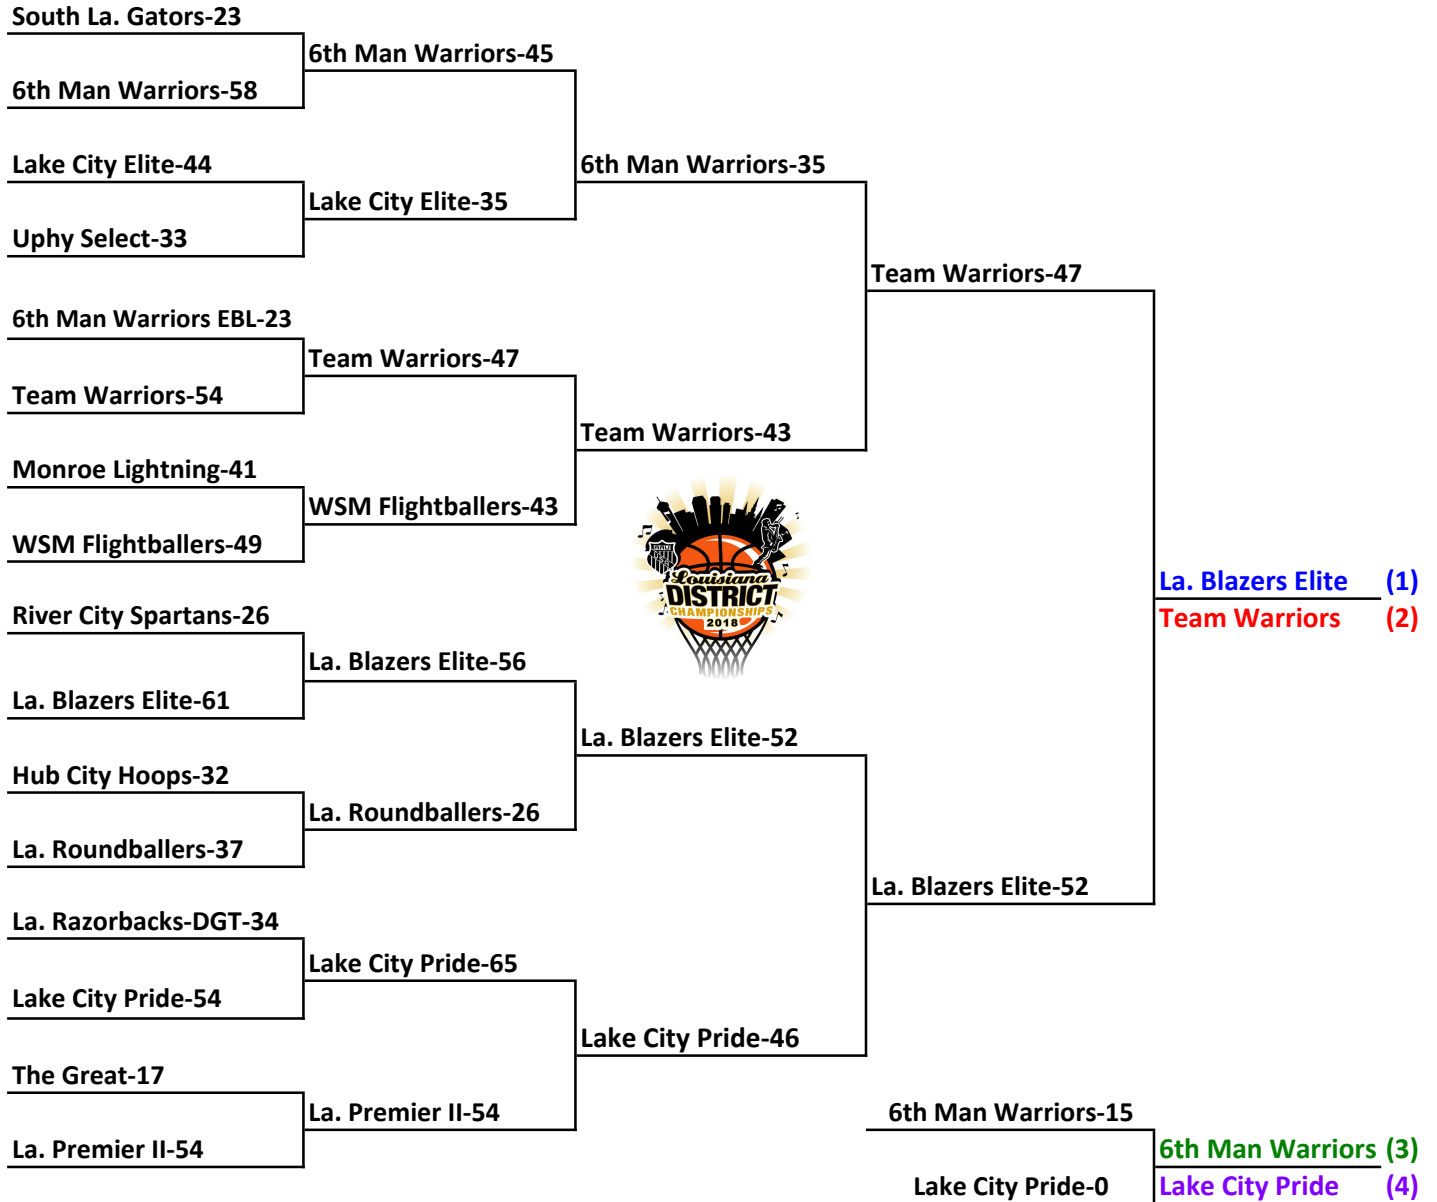 South La. Gators-23
6th Man Warriors-45
6th Man Warriors-58
Lake City Elite-44
6th Man Warriors-35
Lake City Elite-35
Uphy Select-33
Team Warriors-47
6th Man Warriors EBL-23
Team Warriors-47
Team Warriors-54
Team Warriors-43
Monroe Lightning-41
WSM Flightballers-43
WSM Flightballers-49
AAU
Louisiana
DISTRICT
CHAMPIONSHIPS
2018
La. Blazers Elite (1)
Team Warriors (2)
River City Spartans-26
La. Blazers Elite-56
La. Blazers Elite-61
La. Blazers Elite-52
Hub City Hoops-32
La. Roundballers-26
La. Roundballers-37
La. Blazers Elite-52
La. Razorbacks-DGT-34
Lake City Pride-65
Lake City Pride-54
Lake City Pride-46
The Great-17
La. Premier II-54
6th Man Warriors-15
La. Premier II-54
6th Man Warriors (3)
Lake City Pride-0
Lake City Pride (4)